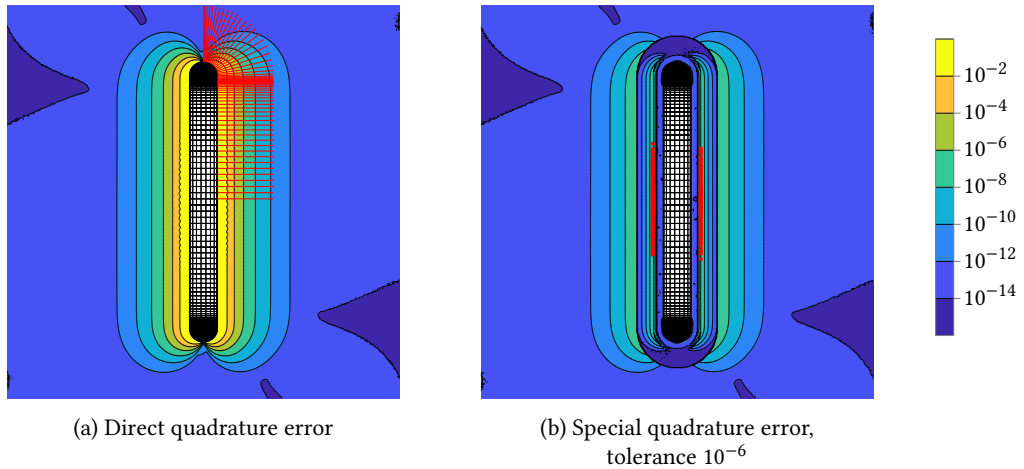 10⁻²
10⁻⁴
10⁻⁶
10⁻⁸
10⁻¹⁰
10⁻¹²
10⁻¹⁴
(a) Direct quadrature error
(b) Special quadrature error,
tolerance 10⁻⁶